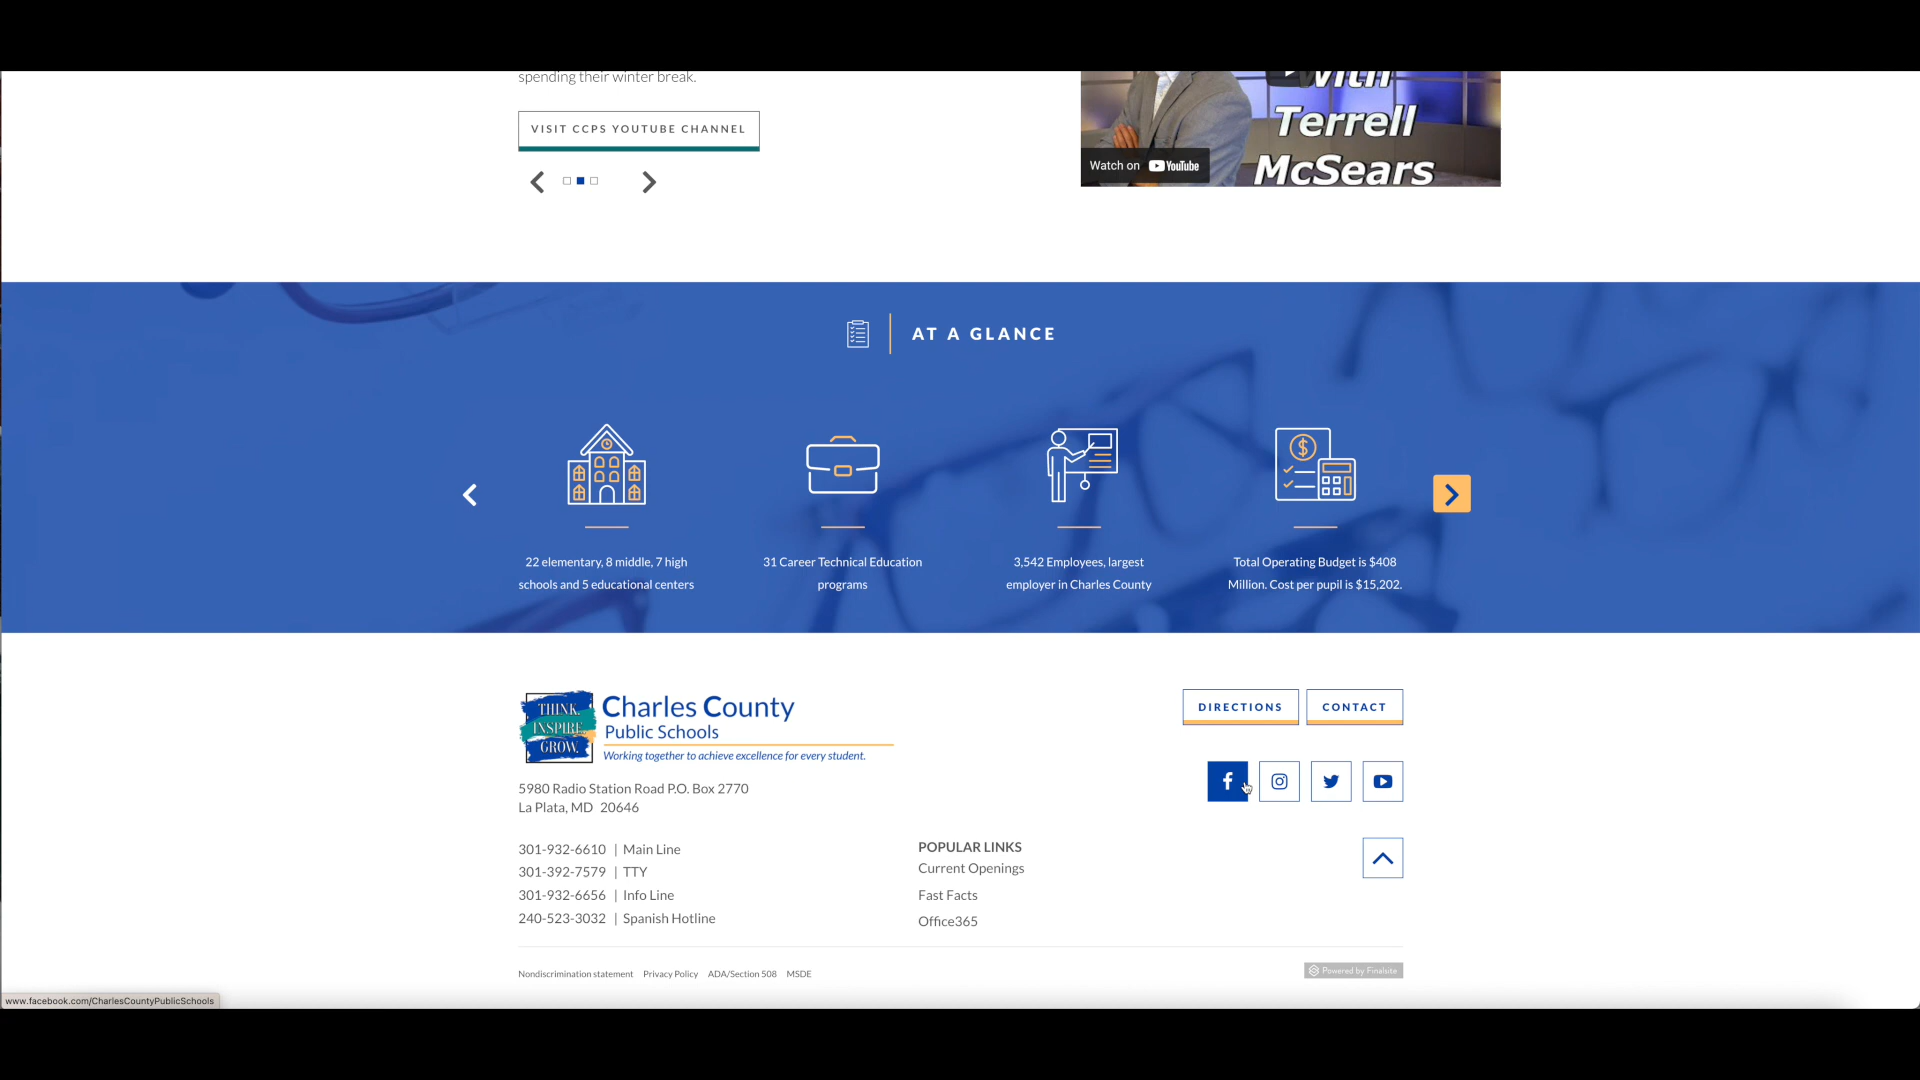 spending their winter break.
VISIT CCPS YOUTUBE CHANNEL
with
Terrell
McSears
Watch on YouTube
AT A GLANCE
22 elementary, 8 middle, 7 high
schools and 5 educational centers
31 Career Technical Education
programs
3,542 Employees, largest
employer in Charles County
Total Operating Budget is $408
Million. Cost per pupil is $15,202.
THINK.
INSPIRE.
GROW.
Charles County
Public Schools
Working together to achieve excellence for every student.
DIRECTIONS
CONTACT
5980 Radio Station Road P.O. Box 2770
La Plata, MD 20646
301-932-6610 | Main Line
301-392-7579 | TTY
301-932-6656 | Info Line
240-523-3032 | Spanish Hotline
POPULAR LINKS
Current Openings
Fast Facts
Office365
Nondiscrimination statement Privacy Policy ADA/Section 508 MSDE
Powered by Finalsite
www.facebook.com/CharlesCountyPublicSchools